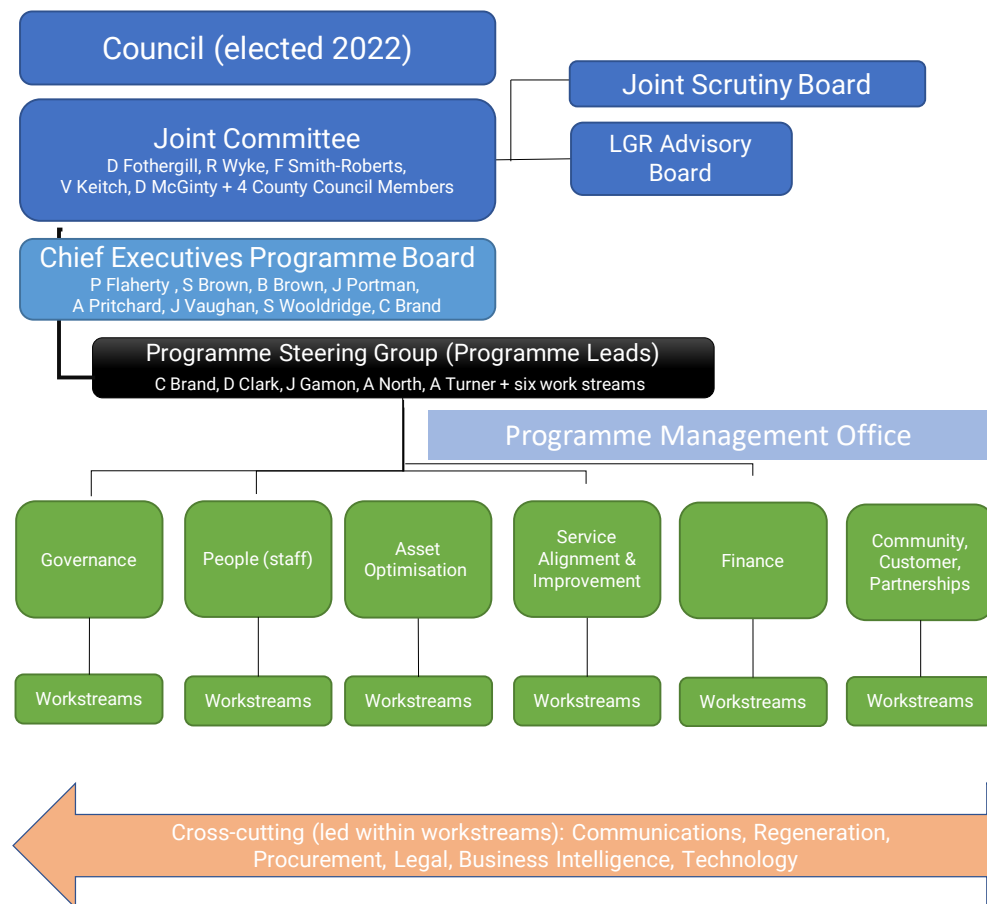 Council (elected 2022)
Joint Scrutiny Board
Joint Committee
D Fothergill, R Wyke, F Smith-Roberts,
V Keitch, D McGinty + 4 County Council Members
LGR Advisory
Board
Chief Executives Programme Board
P Flaherty , S Brown, B Brown, J Portman,
A Pritchard, J Vaughan, S Wooldridge, C Brand
Programme Steering Group (Programme Leads)
C Brand, D Clark, J Gamon, A North, A Turner + six work streams
Programme Management Office
Governance
People (staff)
Asset
Optimisation
Service
Alignment &
Improvement
Finance
Community,
Customer,
Partnerships
Workstreams
Workstreams
Workstreams
Workstreams
Workstreams
Workstreams
Cross-cutting (led within workstreams): Communications, Regeneration,
Procurement, Legal, Business Intelligence, Technology